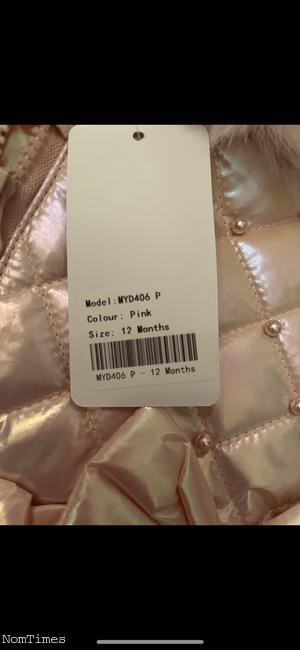 Model:MYD406 P
Colour: Pink
Size: 12 Months
MYD406 P - 12 Months
NomTimes